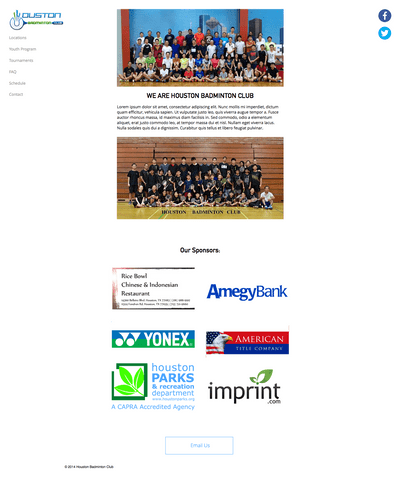 HOUSTON
BADMINTON CLUB
Locations
Youth Program
Tournaments
FAQ
Schedule
Contact
WE ARE HOUSTON BADMINTON CLUB
Lorem ipsum dolor sit amet, consectetur adipiscing elit. Nunc mollis mi imperdiet, dictum
quam efficitur, vehicula sapien. Ut vulputate justo leo, quis viverra augue tempor a. Fusce
auctor rhoncus massa, id maximus diam facilisis in. Sed commodo, odio a elementum
aliquet, erat justo commodo leo, at tempor massa dui et nisl. Nullam eget viverra lacus.
Nulla sodales quis dui a dignissim. Curabitur quis tellus et libero feugiat pulvinar.
HOUSTON BADMINTON CLUB
Our Sponsors:
Rice Bowl
Chinese & Indonesian
Restaurant
AmegyBank
YONEX
AMERICAN
TITLE COMPANY
houston
PARKS
& recreation
department
www.houstonparks.org
A CAPRA Accredited Agency
imprint
.com
Email Us
© 2014 Houston Badminton Club